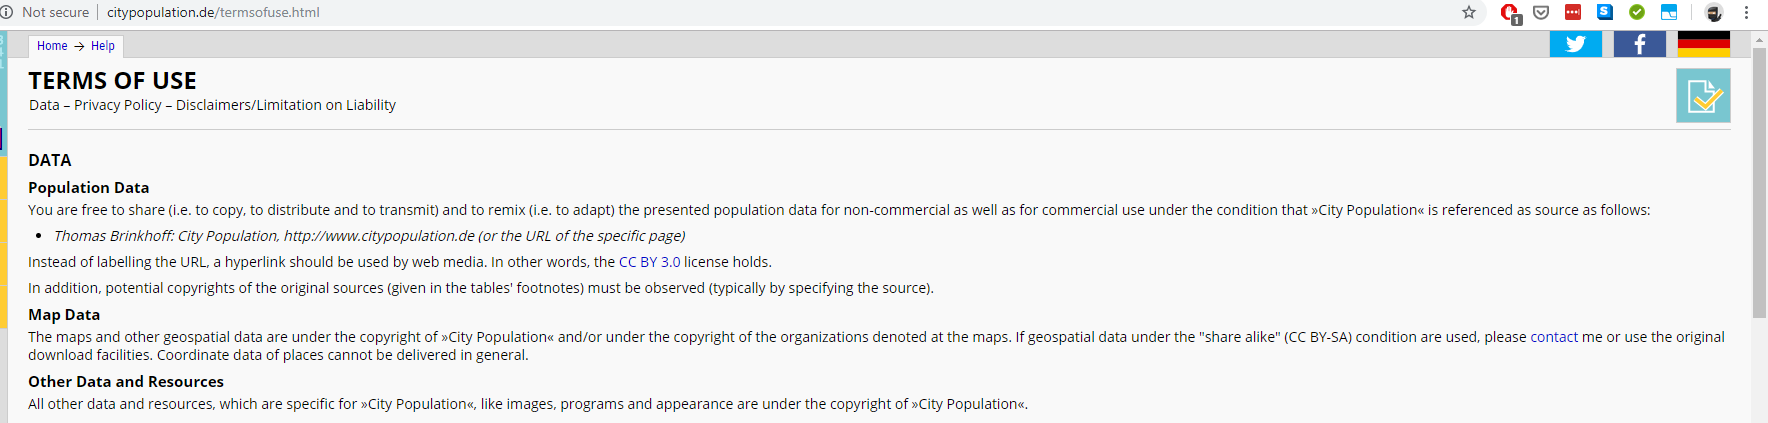 Not secure | citypopulation.de/termsofuse.html
1
S
Home → Help
TERMS OF USE
Data – Privacy Policy – Disclaimers/Limitation on Liability
DATA
Population Data
You are free to share (i.e. to copy, to distribute and to transmit) and to remix (i.e. to adapt) the presented population data for non-commercial as well as for commercial use under the condition that »City Population« is referenced as source as follows:
• Thomas Brinkhoff: City Population, http://www.citypopulation.de (or the URL of the specific page)
Instead of labelling the URL, a hyperlink should be used by web media. In other words, the CC BY 3.0 license holds.
In addition, potential copyrights of the original sources (given in the tables' footnotes) must be observed (typically by specifying the source).
Map Data
The maps and other geospatial data are under the copyright of »City Population« and/or under the copyright of the organizations denoted at the maps. If geospatial data under the "share alike" (CC BY-SA) condition are used, please contact me or use the original
download facilities. Coordinate data of places cannot be delivered in general.
Other Data and Resources
All other data and resources, which are specific for »City Population«, like images, programs and appearance are under the copyright of »City Population«.